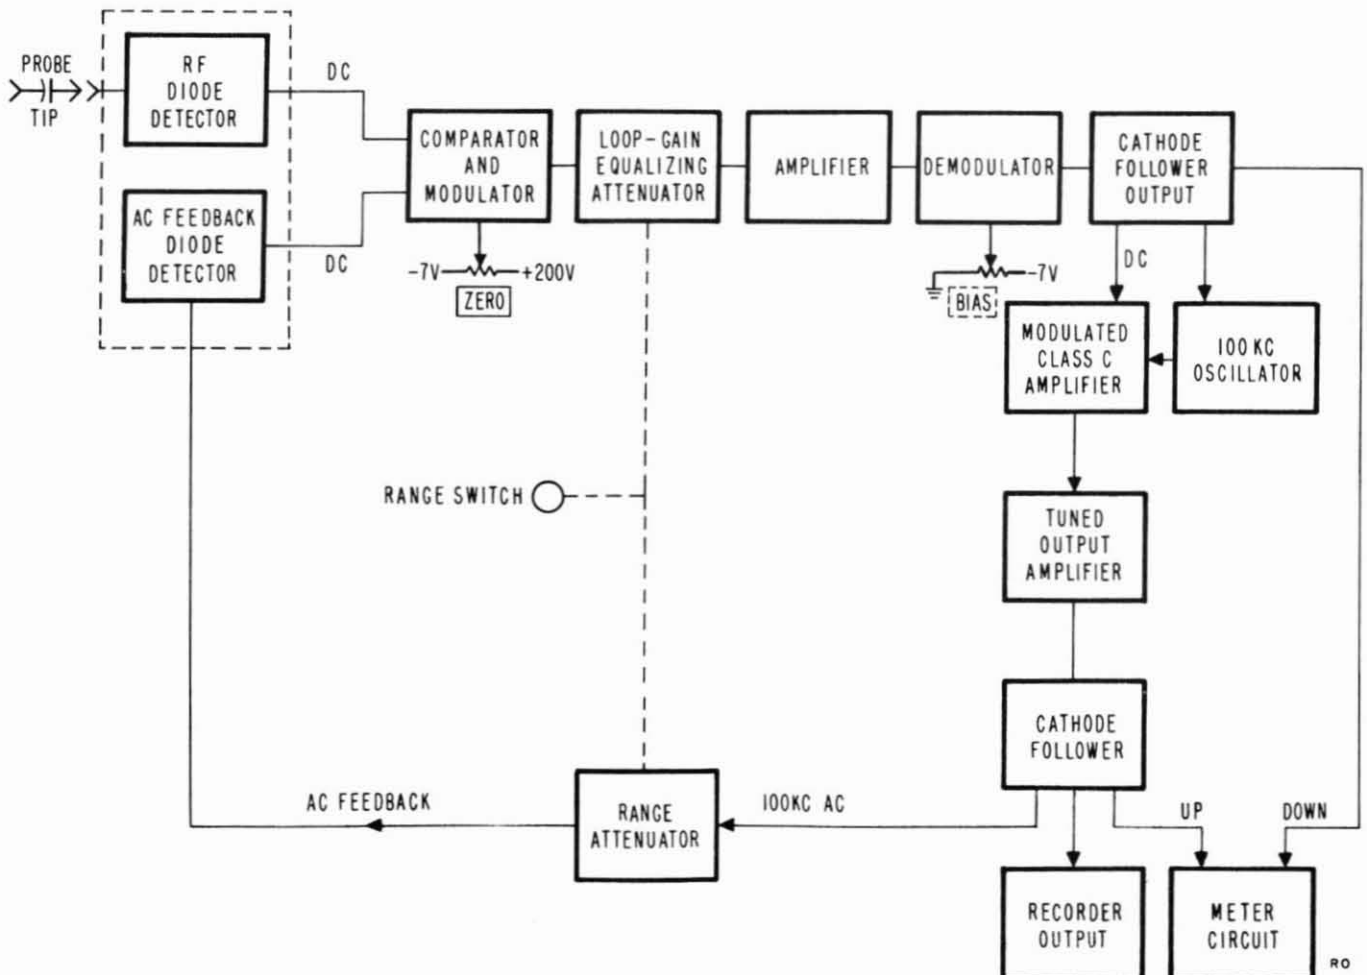 PROBE
TIP
RF
DIODE
DETECTOR
DC
AC FEEDBACK
DIODE
DETECTOR
DC
COMPARATOR
AND
MODULATOR
-7V
+200V
ZERO
LOOP-GAIN
EQUALIZING
ATTENUATOR
AMPLIFIER
DEMODULATOR
-7V
BIAS
CATHODE
FOLLOWER
OUTPUT
DC
MODULATED
CLASS C
AMPLIFIER
100KC
OSCILLATOR
RANGE SWITCH
TUNED
OUTPUT
AMPLIFIER
CATHODE
FOLLOWER
AC FEEDBACK
RANGE
ATTENUATOR
100KC AC
UP
DOWN
RECORDER
OUTPUT
METER
CIRCUIT
RO